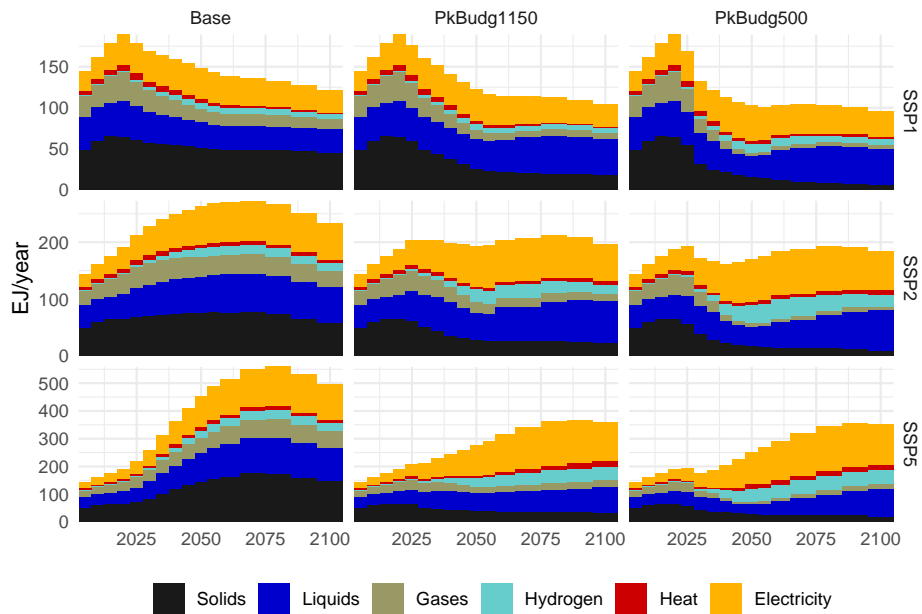 Base PkBudg1150 PkBudg500
150
100
50
0
SSP1
200
100
0
SSP2
EJ/year
500
400
300
200
100
0
SSP5
2025 2050 2075 2100 2025 2050 2075 2100 2025 2050 2075 2100
Solids Liquids Gases Hydrogen Heat Electricity